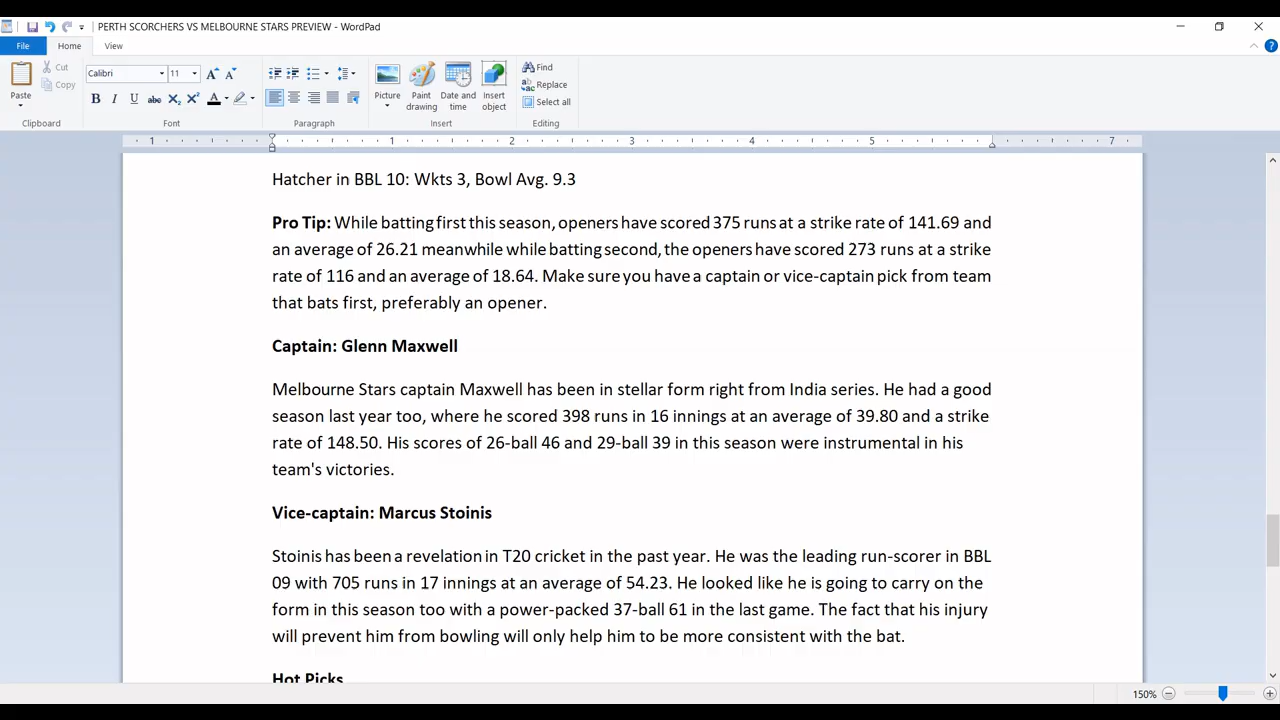 PERTH SCORCHERS VS MELBOURNE STARS PREVIEW - WordPad
File Home View
Paste
Cut
Copy
Clipboard
Calibri 11
B I U abc X₂ X² A
Font
Paragraph
Picture
Paint drawing
Date and time
Insert object
Insert
Find
Replace
Select all
Editing
1 1 2 3 4 5 7
Hatcher in BBL 10: Wkts 3, Bowl Avg. 9.3
Pro Tip: While batting first this season, openers have scored 375 runs at a strike rate of 141.69 and
an average of 26.21 meanwhile while batting second, the openers have scored 273 runs at a strike
rate of 116 and an average of 18.64. Make sure you have a captain or vice-captain pick from team
that bats first, preferably an opener.
Captain: Glenn Maxwell
Melbourne Stars captain Maxwell has been in stellar form right from India series. He had a good
season last year too, where he scored 398 runs in 16 innings at an average of 39.80 and a strike
rate of 148.50. His scores of 26-ball 46 and 29-ball 39 in this season were instrumental in his
team's victories.
Vice-captain: Marcus Stoinis
Stoinis has been a revelation in T20 cricket in the past year. He was the leading run-scorer in BBL
09 with 705 runs in 17 innings at an average of 54.23. He looked like he is going to carry on the
form in this season too with a power-packed 37-ball 61 in the last game. The fact that his injury
will prevent him from bowling will only help him to be more consistent with the bat.
Hot Picks
150%